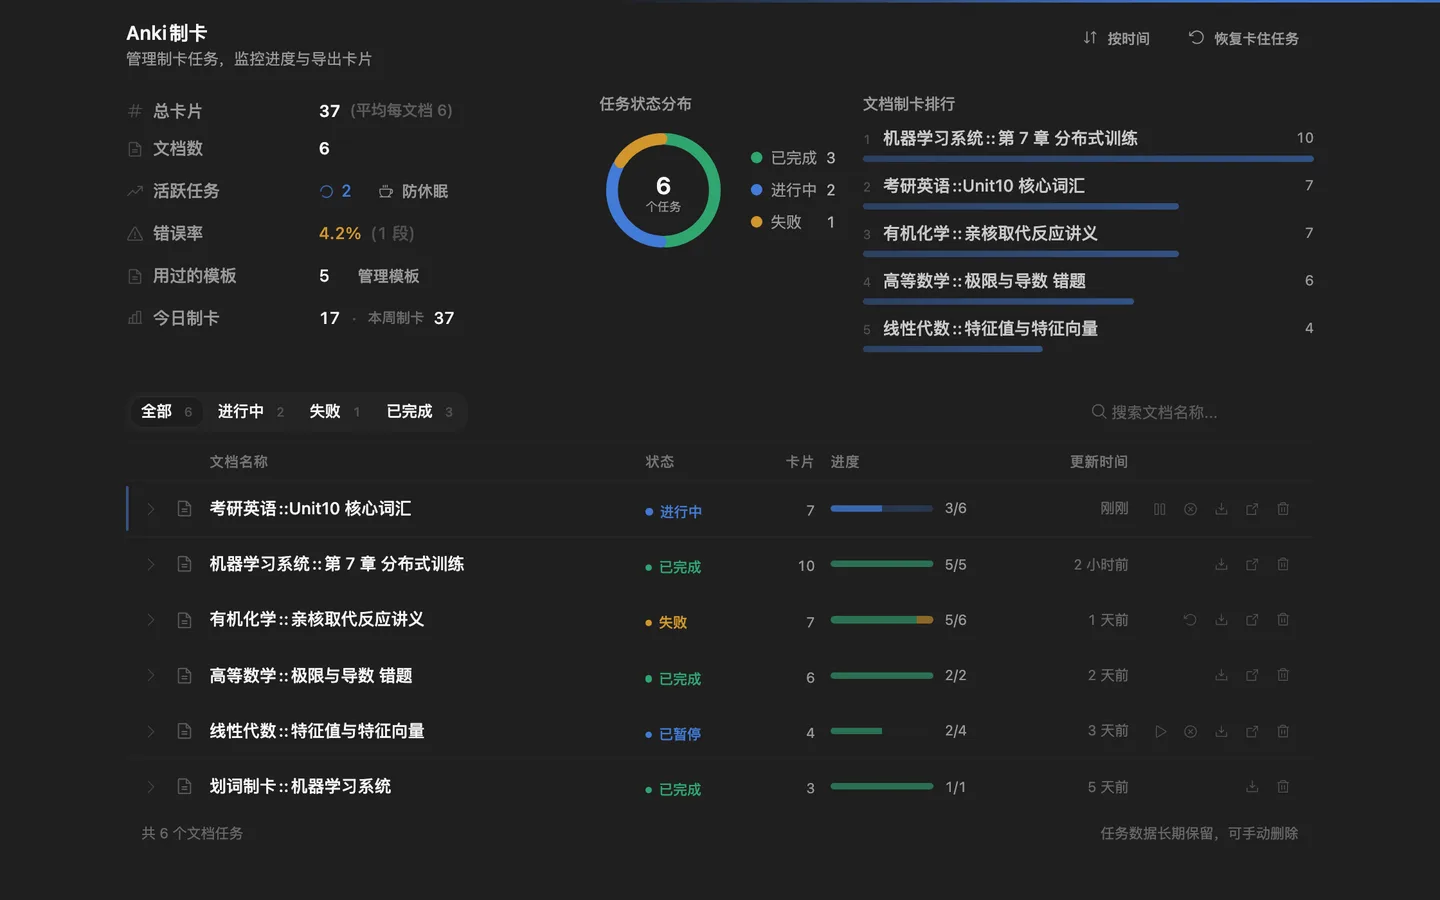 Anki制卡
管理制卡任务，监控进度与导出卡片
按时间
恢复卡住任务
总卡片 37 (平均每文档 6)
文档数 6
活跃任务 2 防休眠
错误率 4.2% (1 段)
用过的模板 5 管理模板
今日制卡 17 · 本周制卡 37
任务状态分布
6
个任务
已完成 3
进行中 2
失败 1
文档制卡排行
1 机器学习系统::第 7 章 分布式训练 10
2 考研英语::Unit10 核心词汇 7
3 有机化学::亲核取代反应讲义 7
4 高等数学::极限与导数 错题 6
5 线性代数::特征值与特征向量 4
全部 6 进行中 2 失败 1 已完成 3
搜索文档名称...
文档名称 状态 卡片 进度 更新时间
考研英语::Unit10 核心词汇 进行中 7 3/6 刚刚
机器学习系统::第 7 章 分布式训练 已完成 10 5/5 2 小时前
有机化学::亲核取代反应讲义 失败 7 5/6 1 天前
高等数学::极限与导数 错题 已完成 6 2/2 2 天前
线性代数::特征值与特征向量 已暂停 4 2/4 3 天前
划词制卡::机器学习系统 已完成 3 1/1 5 天前
共 6 个文档任务
任务数据长期保留，可手动删除